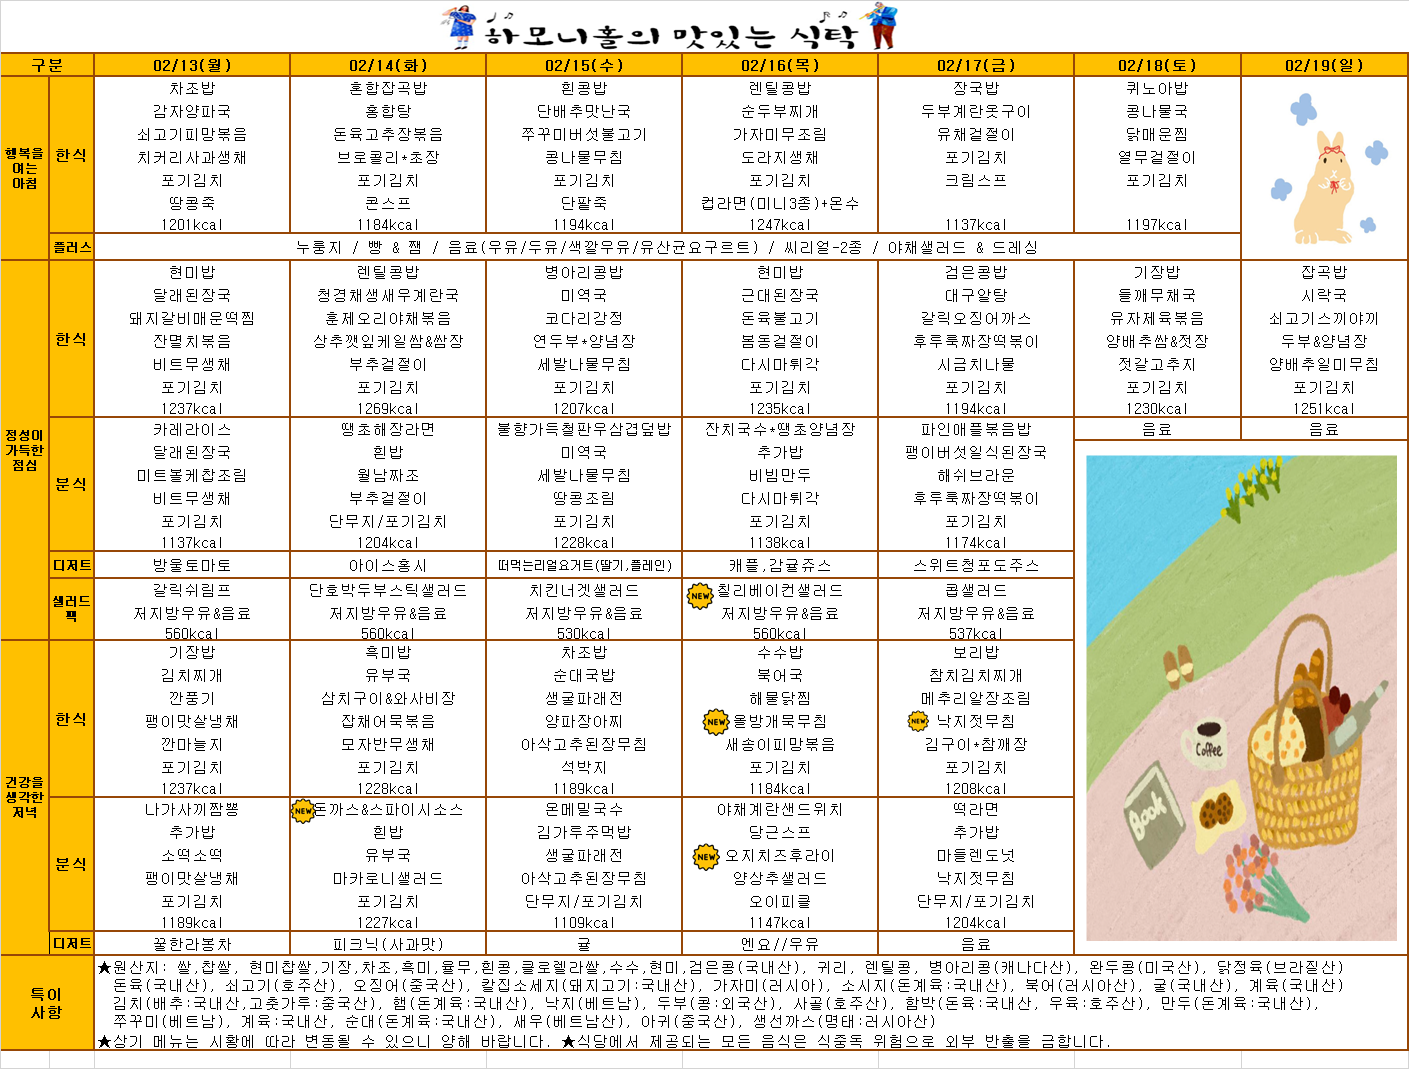 하모니홀의 맛있는 식탁
구분 02/13(월) 02/14(화) 02/15(수) 02/16(목) 02/17(금) 02/18(토) 02/19(일)
행복을 여는 아침
한식
차조밥 혼합잡곡밥 흰콩밥 렌틸콩밥 장국밥 퀴노아밥
감자양파국 홍합탕 단배추맛난국 순두부찌개 두부계란옷구이 콩나물국
쇠고기피망볶음 돈육고추장볶음 쭈꾸미버섯불고기 가자미무조림 유채겉절이 닭매운찜
치커리사과생채 브로콜리*초장 콩나물무침 도라지생채 포기김치 열무겉절이
포기김치 포기김치 포기김치 포기김치 크림스프 포기김치
땅콩죽 콘스프 단팥죽 컵라면(미니3종)+온수
1201kcal 1184kcal 1194kcal 1247kcal 1137kcal 1197kcal
플러스 누룽지 / 빵 & 잼 / 음료(우유/두유/색깔우유/유산균요구르트) / 씨리얼-2종 / 야채샐러드 & 드레싱
정성이 가득한 점심
한식
현미밥 렌틸콩밥 병아리콩밥 현미밥 검은콩밥 기장밥 잡곡밥
달래된장국 청경채생새우계란국 미역국 근대된장국 대구알탕 들깨무채국 시락국
돼지갈비매운떡찜 훈제오리야채볶음 코다리강정 돈육불고기 갈릭오징어까스 유자제육볶음 쇠고기스끼야끼
잔멸치볶음 상추깻잎케일쌈&쌈장 연두부*양념장 봄동겉절이 후루룩짜장떡볶이 양배추쌈&젓장 두부&양념장
비트무생채 부추겉절이 세발나물무침 다시마튀각 시금치나물 젓갈고추지 양배추일미무침
포기김치 포기김치 포기김치 포기김치 포기김치 포기김치 포기김치
1237kcal 1269kcal 1207kcal 1235kcal 1194kcal 1230kcal 1251kcal
분식
카레라이스 땡초해장라면 불향가득철판우삼겹덮밥 잔치국수*땡초양념장 파인애플볶음밥 음료 음료
달래된장국 흰밥 미역국 추가밥 팽이버섯일식된장국
미트볼케찹조림 월남짜조 세발나물무침 비빔만두 해쉬브라운
비트무생채 부추겉절이 땅콩조림 다시마튀각 후루룩짜장떡볶이
포기김치 단무지/포기김치 포기김치 포기김치 포기김치
1137kcal 1204kcal 1228kcal 1138kcal 1174kcal
디저트 방울토마토 아이스홍시 떠먹는리얼요거트(딸기,플레인) 캐플,감귤쥬스 스위트청포도주스
샐러드팩
갈릭쉬림프 단호박두부스틱샐러드 치킨너겟샐러드 NEW 칠리베이컨샐러드 콥샐러드
저지방우유&음료 저지방우유&음료 저지방우유&음료 저지방우유&음료 저지방우유&음료
560kcal 560kcal 530kcal 560kcal 537kcal
건강을 생각한 저녁
한식
기장밥 흑미밥 차조밥 수수밥 보리밥
김치찌개 유부국 순대국밥 북어국 참치김치찌개
깐풍기 삼치구이&와사비장 생굴파래전 해물닭찜 메추리알장조림
팽이맛살냉채 잡채어묵볶음 양파장아찌 NEW 올방개묵무침 NEW 낙지젓무침
깐마늘지 모자반무생채 아삭고추된장무침 새송이피망볶음 김구이*참깨장
포기김치 포기김치 석박지 포기김치 포기김치
1237kcal 1228kcal 1189kcal 1184kcal 1208kcal
분식
나가사끼짬뽕 NEW 돈까스&스파이시소스 온메밀국수 야채계란샌드위치 떡라면
추가밥 흰밥 김가루주먹밥 당근스프 추가밥
소떡소떡 유부국 생굴파래전 NEW 오지치즈후라이 마들렌도넛
팽이맛살냉채 마카로니샐러드 아삭고추된장무침 양상추샐러드 낙지젓무침
포기김치 포기김치 단무지/포기김치 오이피클 단무지/포기김치
1189kcal 1227kcal 1109kcal 1147kcal 1204kcal
디저트 꿀한라봉차 피크닉(사과맛) 귤 멘요//우유 음료
Coffee
Book
특이사항
★원산지: 쌀,찹쌀, 현미찹쌀,기장,차조,흑미,율무,흰콩,클로렐라쌀,수수,현미,검은콩(국내산), 귀리, 렌틸콩, 병아리콩(캐나다산), 완두콩(미국산), 닭정육(브라질산)
돈육(국내산), 쇠고기(호주산), 오징어(중국산), 칼집소세지(돼지고기:국내산), 가자미(러시아), 소시지(돈계육:국내산), 북어(러시아산), 굴(국내산), 계육(국내산)
김치(배추:국내산,고춧가루:중국산), 햄(돈계육:국내산), 낙지(베트남), 두부(콩:외국산), 사골(호주산), 함박(돈육:국내산, 우육:호주산), 만두(돈계육:국내산),
쭈꾸미(베트남), 계육:국내산, 순대(돈계육:국내산), 새우(베트남산), 아귀(중국산), 생선까스(명태:러시아산)
★상기 메뉴는 시황에 따라 변동될 수 있으니 양해 바랍니다. ★식당에서 제공되는 모든 음식은 식중독 위험으로 외부 반출을 금합니다.